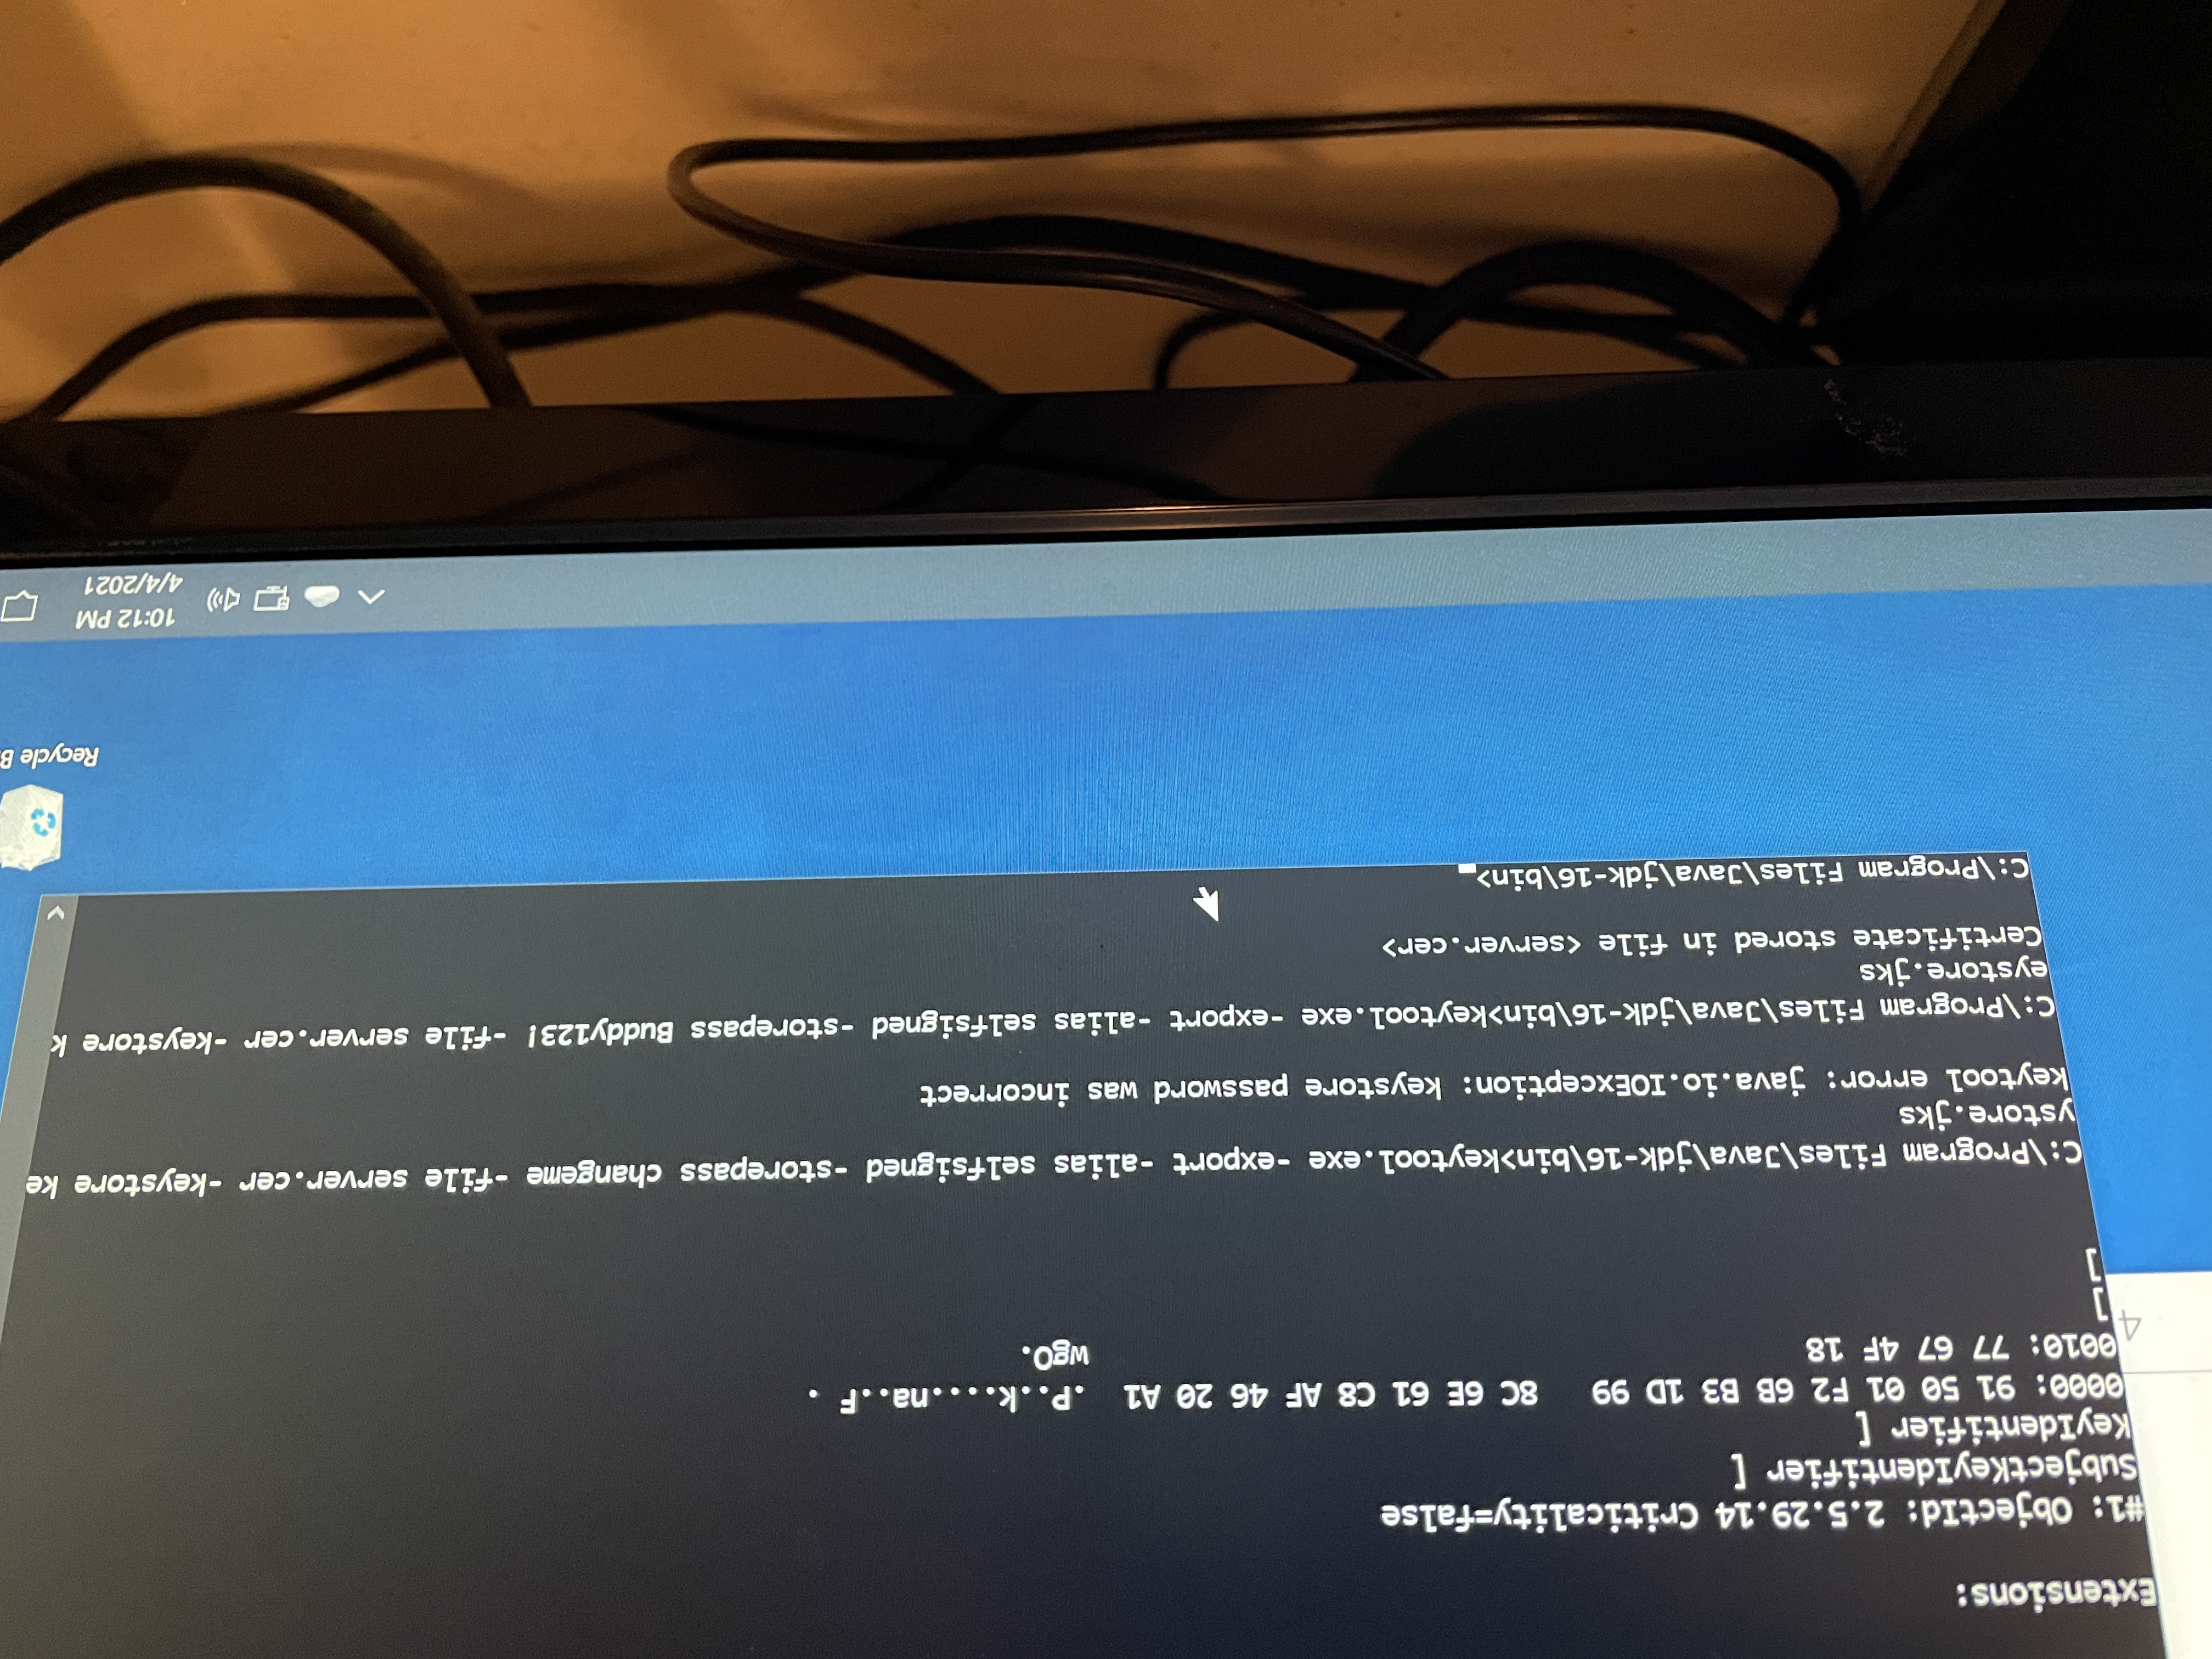 Extensions:
#1: ObjectId: 2.5.29.14 Criticality=false
SubjectKeyIdentifier [
KeyIdentifier [
0000: 91 50 01 F2 6B B3 1D 99   8C 6E 61 C8 AF 46 20 A1  .P..k....na..F .
0010: 77 67 4F 18                                        wgO.
4
]
]
C:\Program Files\Java\jdk-16\bin>keytool.exe -export -alias selfsigned -storepass changeme -file server.cer -keystore ke
ystore.jks
keytool error: java.io.IOException: keystore password was incorrect
C:\Program Files\Java\jdk-16\bin>keytool.exe -export -alias selfsigned -storepass Buddy123! -file server.cer -keystore k
eystore.jks
Certificate stored in file <server.cer>
C:\Program Files\Java\jdk-16\bin>
Recycle B
10:12 PM
4/4/2021